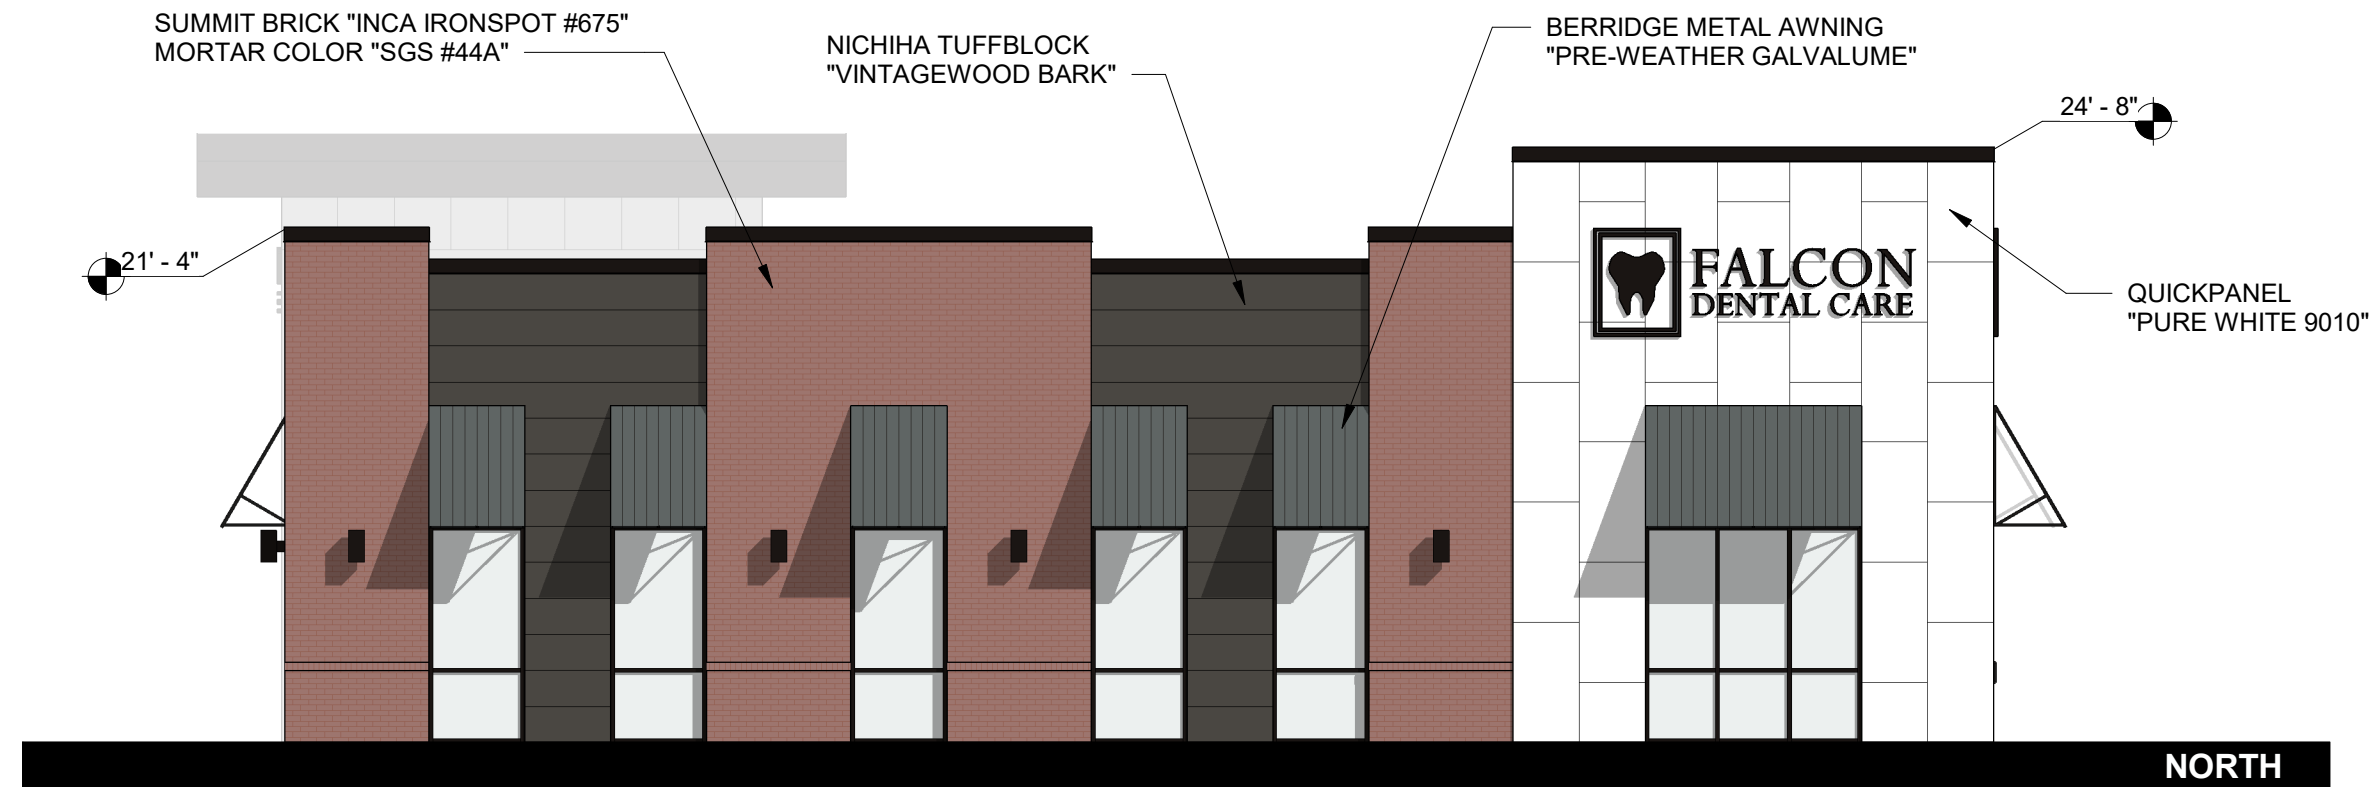 SUMMIT BRICK "INCA IRONSPOT #675"
MORTAR COLOR "SGS #44A"
NICHIHA TUFFBLOCK
"VINTAGEWOOD BARK"
BERRIDGE METAL AWNING
"PRE-WEATHER GALVALUME"
24' - 8"
21' - 4"
FALCON
DENTAL CARE
QUICKPANEL
"PURE WHITE 9010"
NORTH